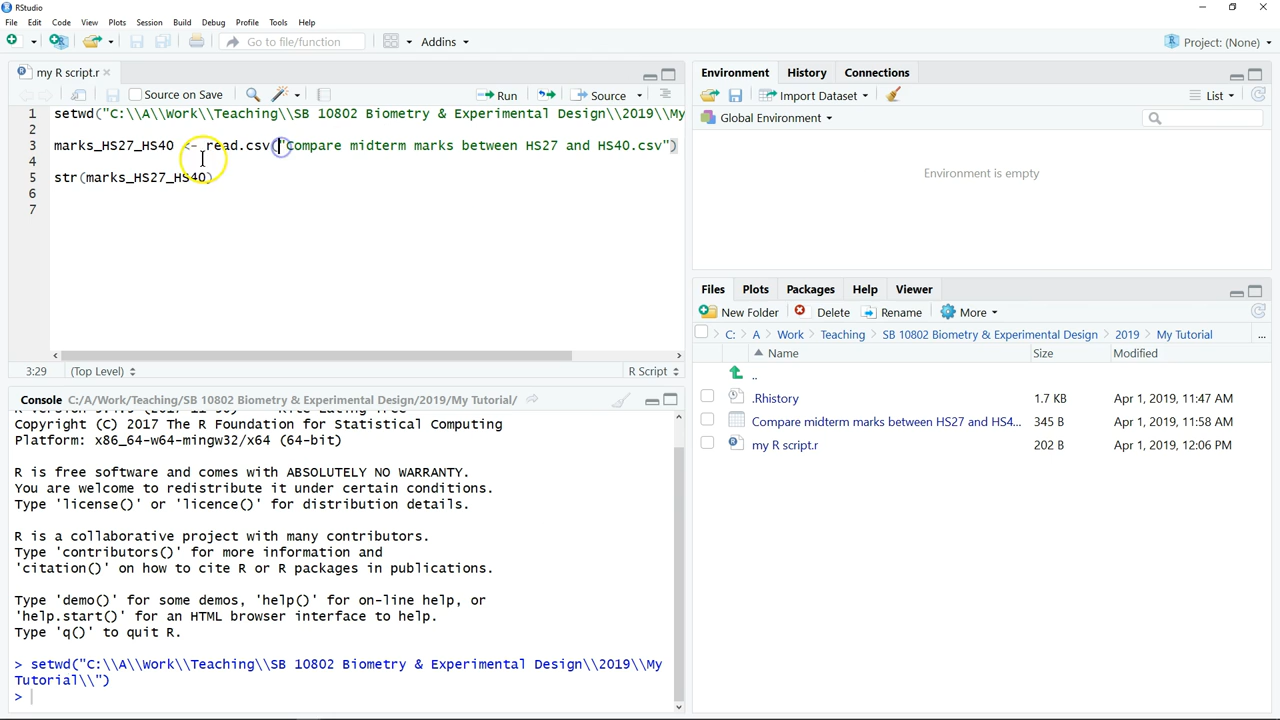 RStudio
File Edit Code View Plots Session Build Debug Profile Tools Help
Go to file/function Addins Project: (None)
my R script.r
Source on Save Run Source
1 setwd("C:\\A\\Work\\Teaching\\SB 10802 Biometry & Experimental Design\\2019\\My
2
3 marks_HS27_HS40 <- read.csv("Compare midterm marks between HS27 and HS40.csv")
4
5 str(marks_HS27_HS40)
6
7
3:29 (Top Level) R Script
Console C:/A/Work/Teaching/SB 10802 Biometry & Experimental Design/2019/My Tutorial/
Copyright (C) 2017 The R Foundation for Statistical Computing
Platform: x86_64-w64-mingw32/x64 (64-bit)
R is free software and comes with ABSOLUTELY NO WARRANTY.
You are welcome to redistribute it under certain conditions.
Type 'license()' or 'licence()' for distribution details.
R is a collaborative project with many contributors.
Type 'contributors()' for more information and
'citation()' on how to cite R or R packages in publications.
Type 'demo()' for some demos, 'help()' for on-line help, or
'help.start()' for an HTML browser interface to help.
Type 'q()' to quit R.
> setwd("C:\\A\\Work\\Teaching\\SB 10802 Biometry & Experimental Design\\2019\\My
Tutorial\\")
>
Environment History Connections
Import Dataset List
Global Environment
Environment is empty
Files Plots Packages Help Viewer
New Folder Delete Rename More
C: A Work Teaching SB 10802 Biometry & Experimental Design 2019 My Tutorial ...
Name Size Modified
..
.Rhistory 1.7 KB Apr 1, 2019, 11:47 AM
Compare midterm marks between HS27 and HS4... 345 B Apr 1, 2019, 11:58 AM
my R script.r 202 B Apr 1, 2019, 12:06 PM